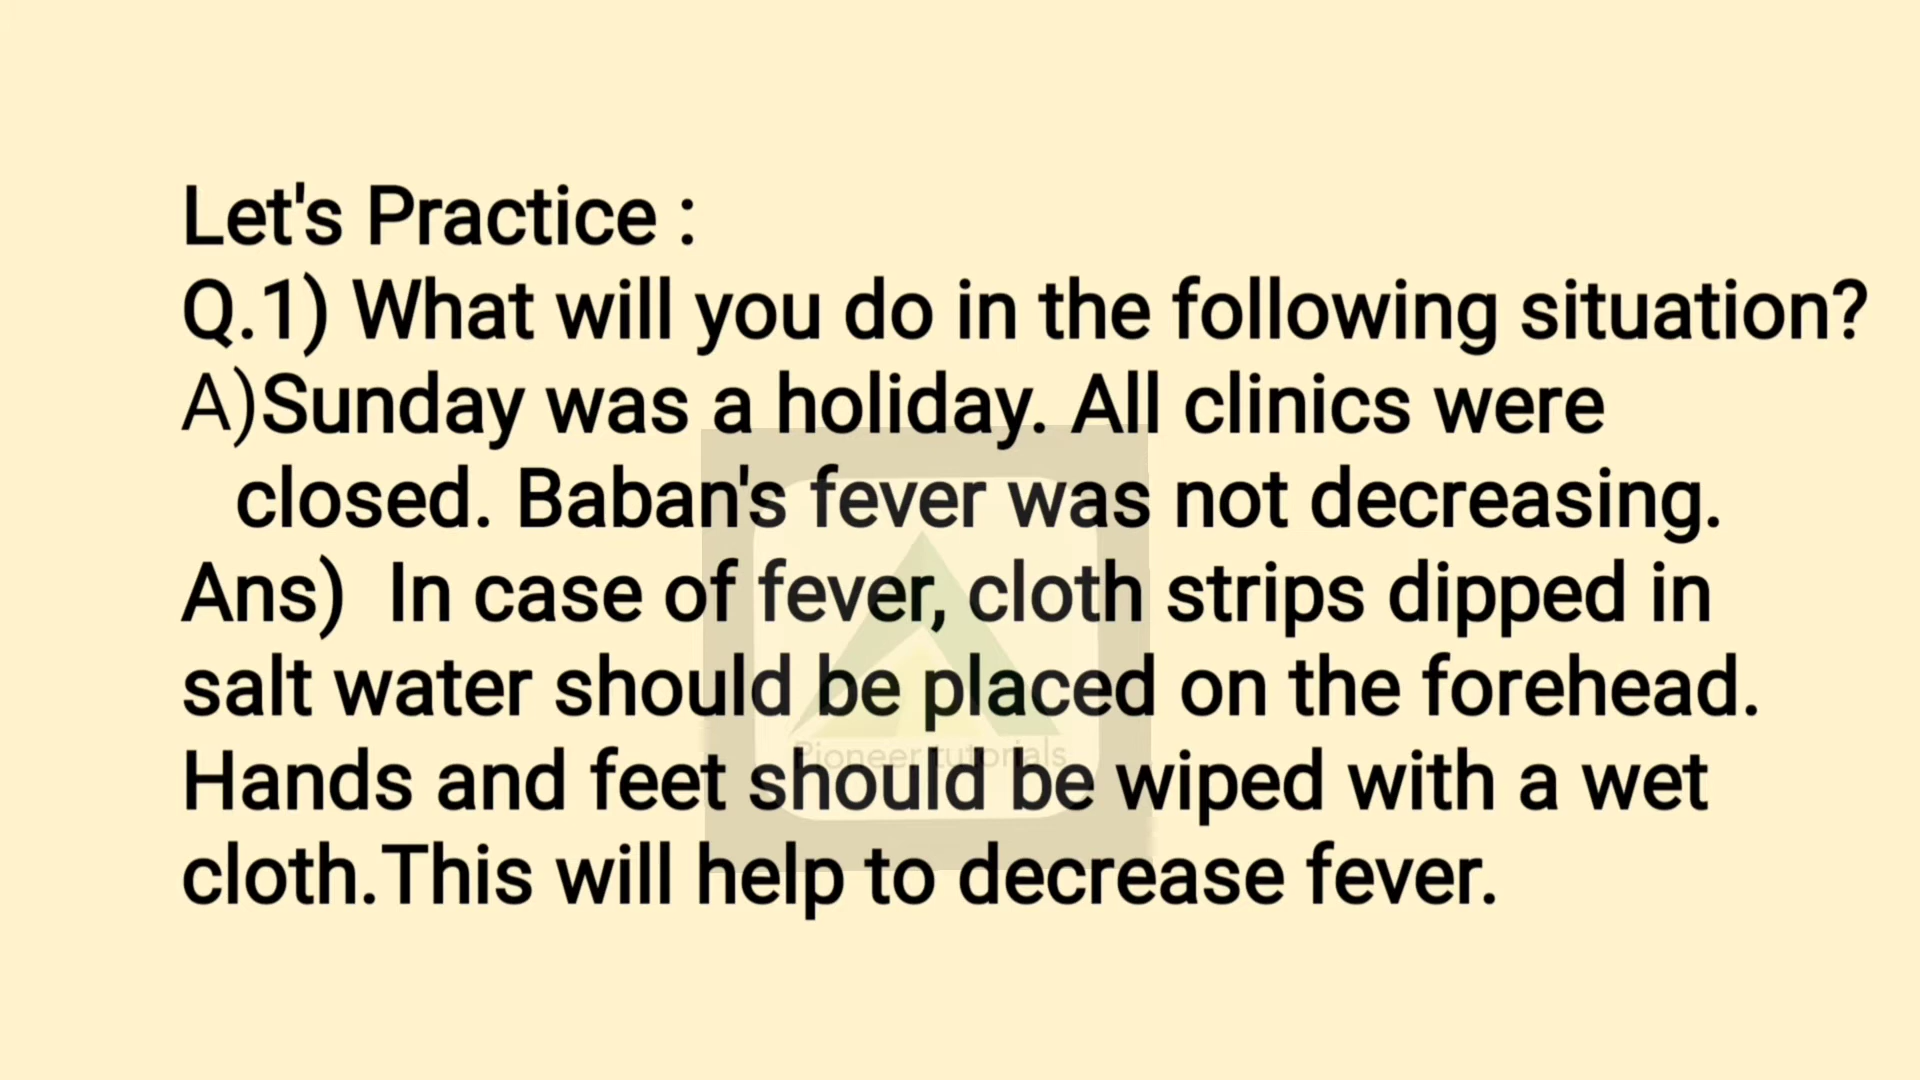 Let's Practice :
Q.1) What will you do in the following situation?
A)Sunday was a holiday. All clinics were
closed. Baban's fever was not decreasing.
Ans)  In case of fever, cloth strips dipped in
salt water should be placed on the forehead.
Pioneer tutorials
Hands and feet should be wiped with a wet
cloth.This will help to decrease fever.